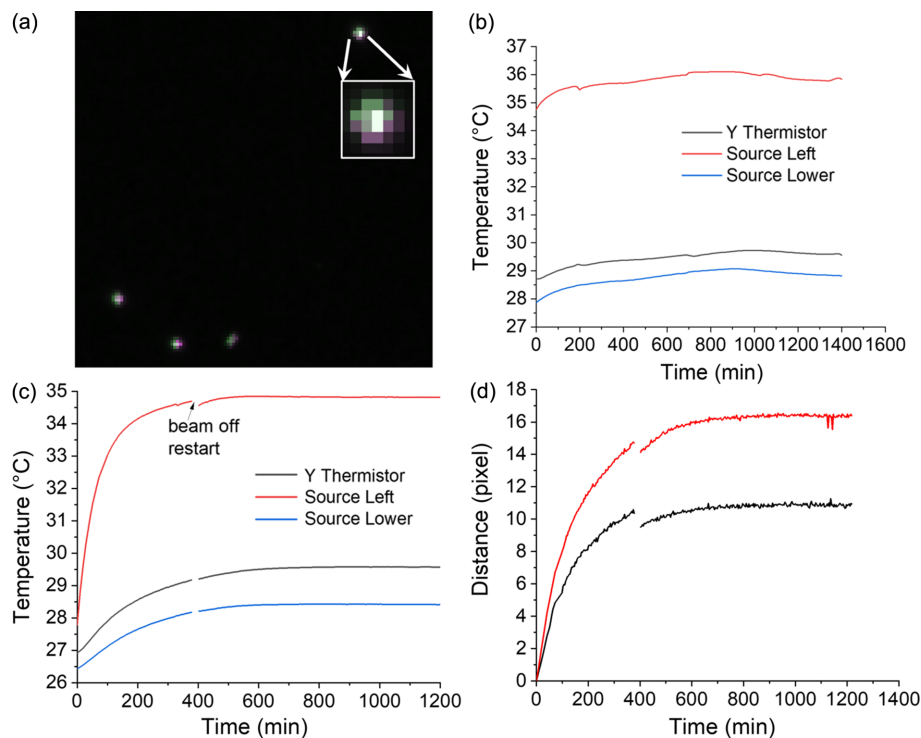 (a)
(b)
37
36
35
34
33
32
31
30
29
28
27
Temperature (°C)
Y Thermistor
Source Left
Source Lower
0 200 400 600 800 1000 1200 1400 1600
Time (min)
(c)
35
34
33
32
31
30
29
28
27
26
Temperature (°C)
beam off
restart
Y Thermistor
Source Left
Source Lower
0 200 400 600 800 1000 1200
Time (min)
(d)
18
16
14
12
10
8
6
4
2
0
Distance (pixel)
0 200 400 600 800 1000 1200 1400
Time (min)